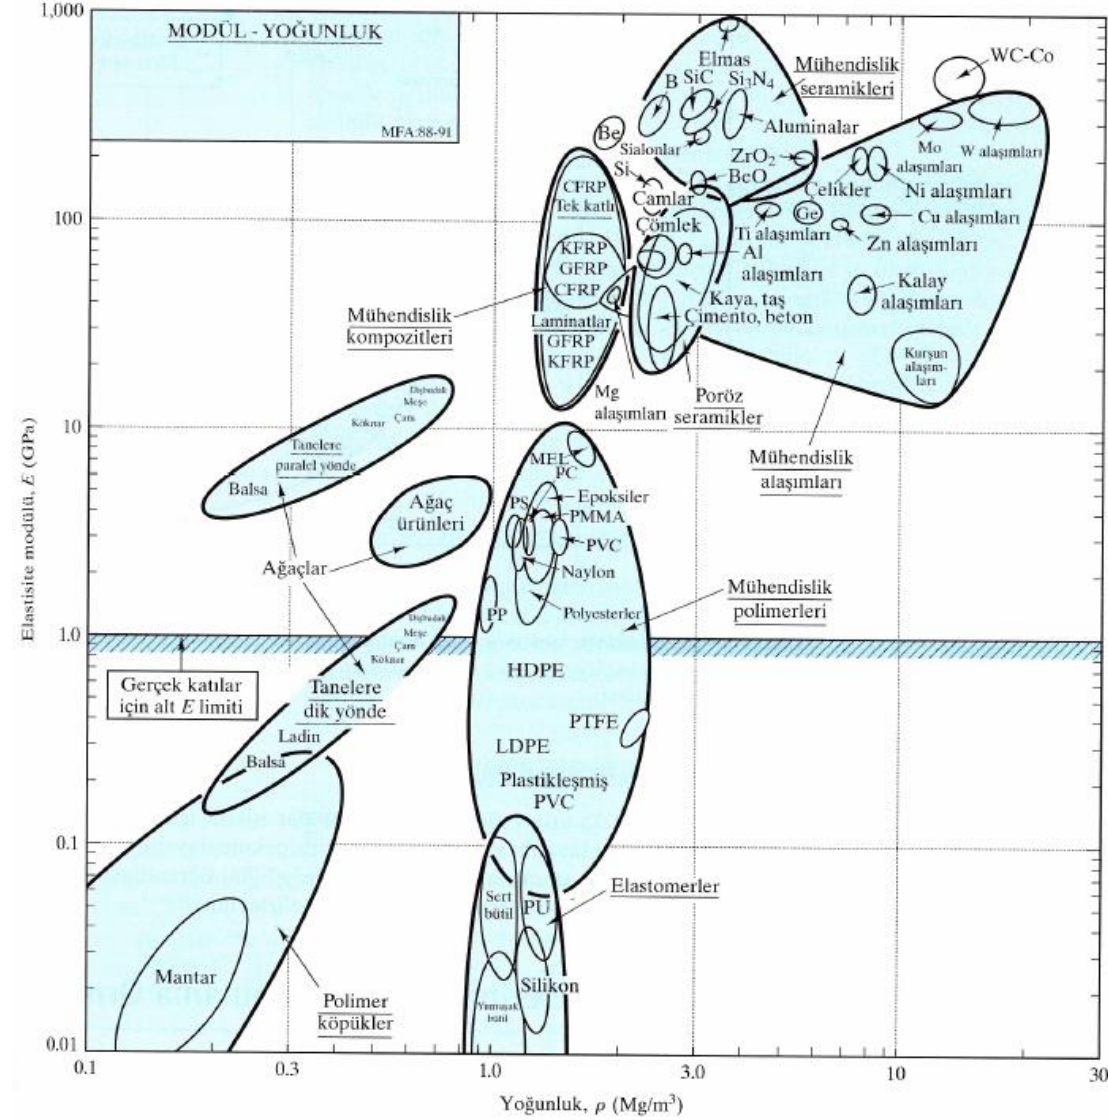 1,000
MODÜL - YOĞUNLUK
MFA:88-91
Elmas
B
SiC
Si3N4
Mühendislik
seramikleri
WC-Co
Be
Sialonlar
Aluminalar
Si
ZrO2
BeO
Mo
alaşımları
W alaşımları
Çelikler
Ni alaşımları
CFRP
Tek katlı
Camlar
Çömlek
100
Ge
Cu alaşımları
Ti alaşımları
Zn alaşımları
KFRP
GFRP
CFRP
Al
alaşımları
Kalay
alaşımları
Kaya, taş
Çimento, beton
Mühendislik
kompozitleri
Laminatlar
GFRP
KFRP
Kurşun
alaşım-
ları
Mg
alaşımları
Poröz
seramikler
Mühendislik
alaşımları
Dişbudak
Meşe
Çam
Köknar
Tanelere
paralel yönde
Balsa
10
MEL
PC
Epoksiler
PS
PMMA
PVC
Naylon
Polyesterler
PP
Ağaç
ürünleri
Ağaçlar
Mühendislik
polimerleri
Elastisite modülü, E (GPa)
1.0
Dişbudak
Meşe
Çam
Köknar
Gerçek katılar
için alt E limiti
Tanelere
dik yönde
Ladin
Balsa
HDPE
PTFE
LDPE
Plastikleşmiş
PVC
0.1
Sert
bütil
PU
Elastomerler
Silikon
Yumuşak
bütil
Mantar
Polimer
köpükler
0.01
0.1
0.3
1.0
3.0
10
30
Yoğunluk, ρ (Mg/m³)